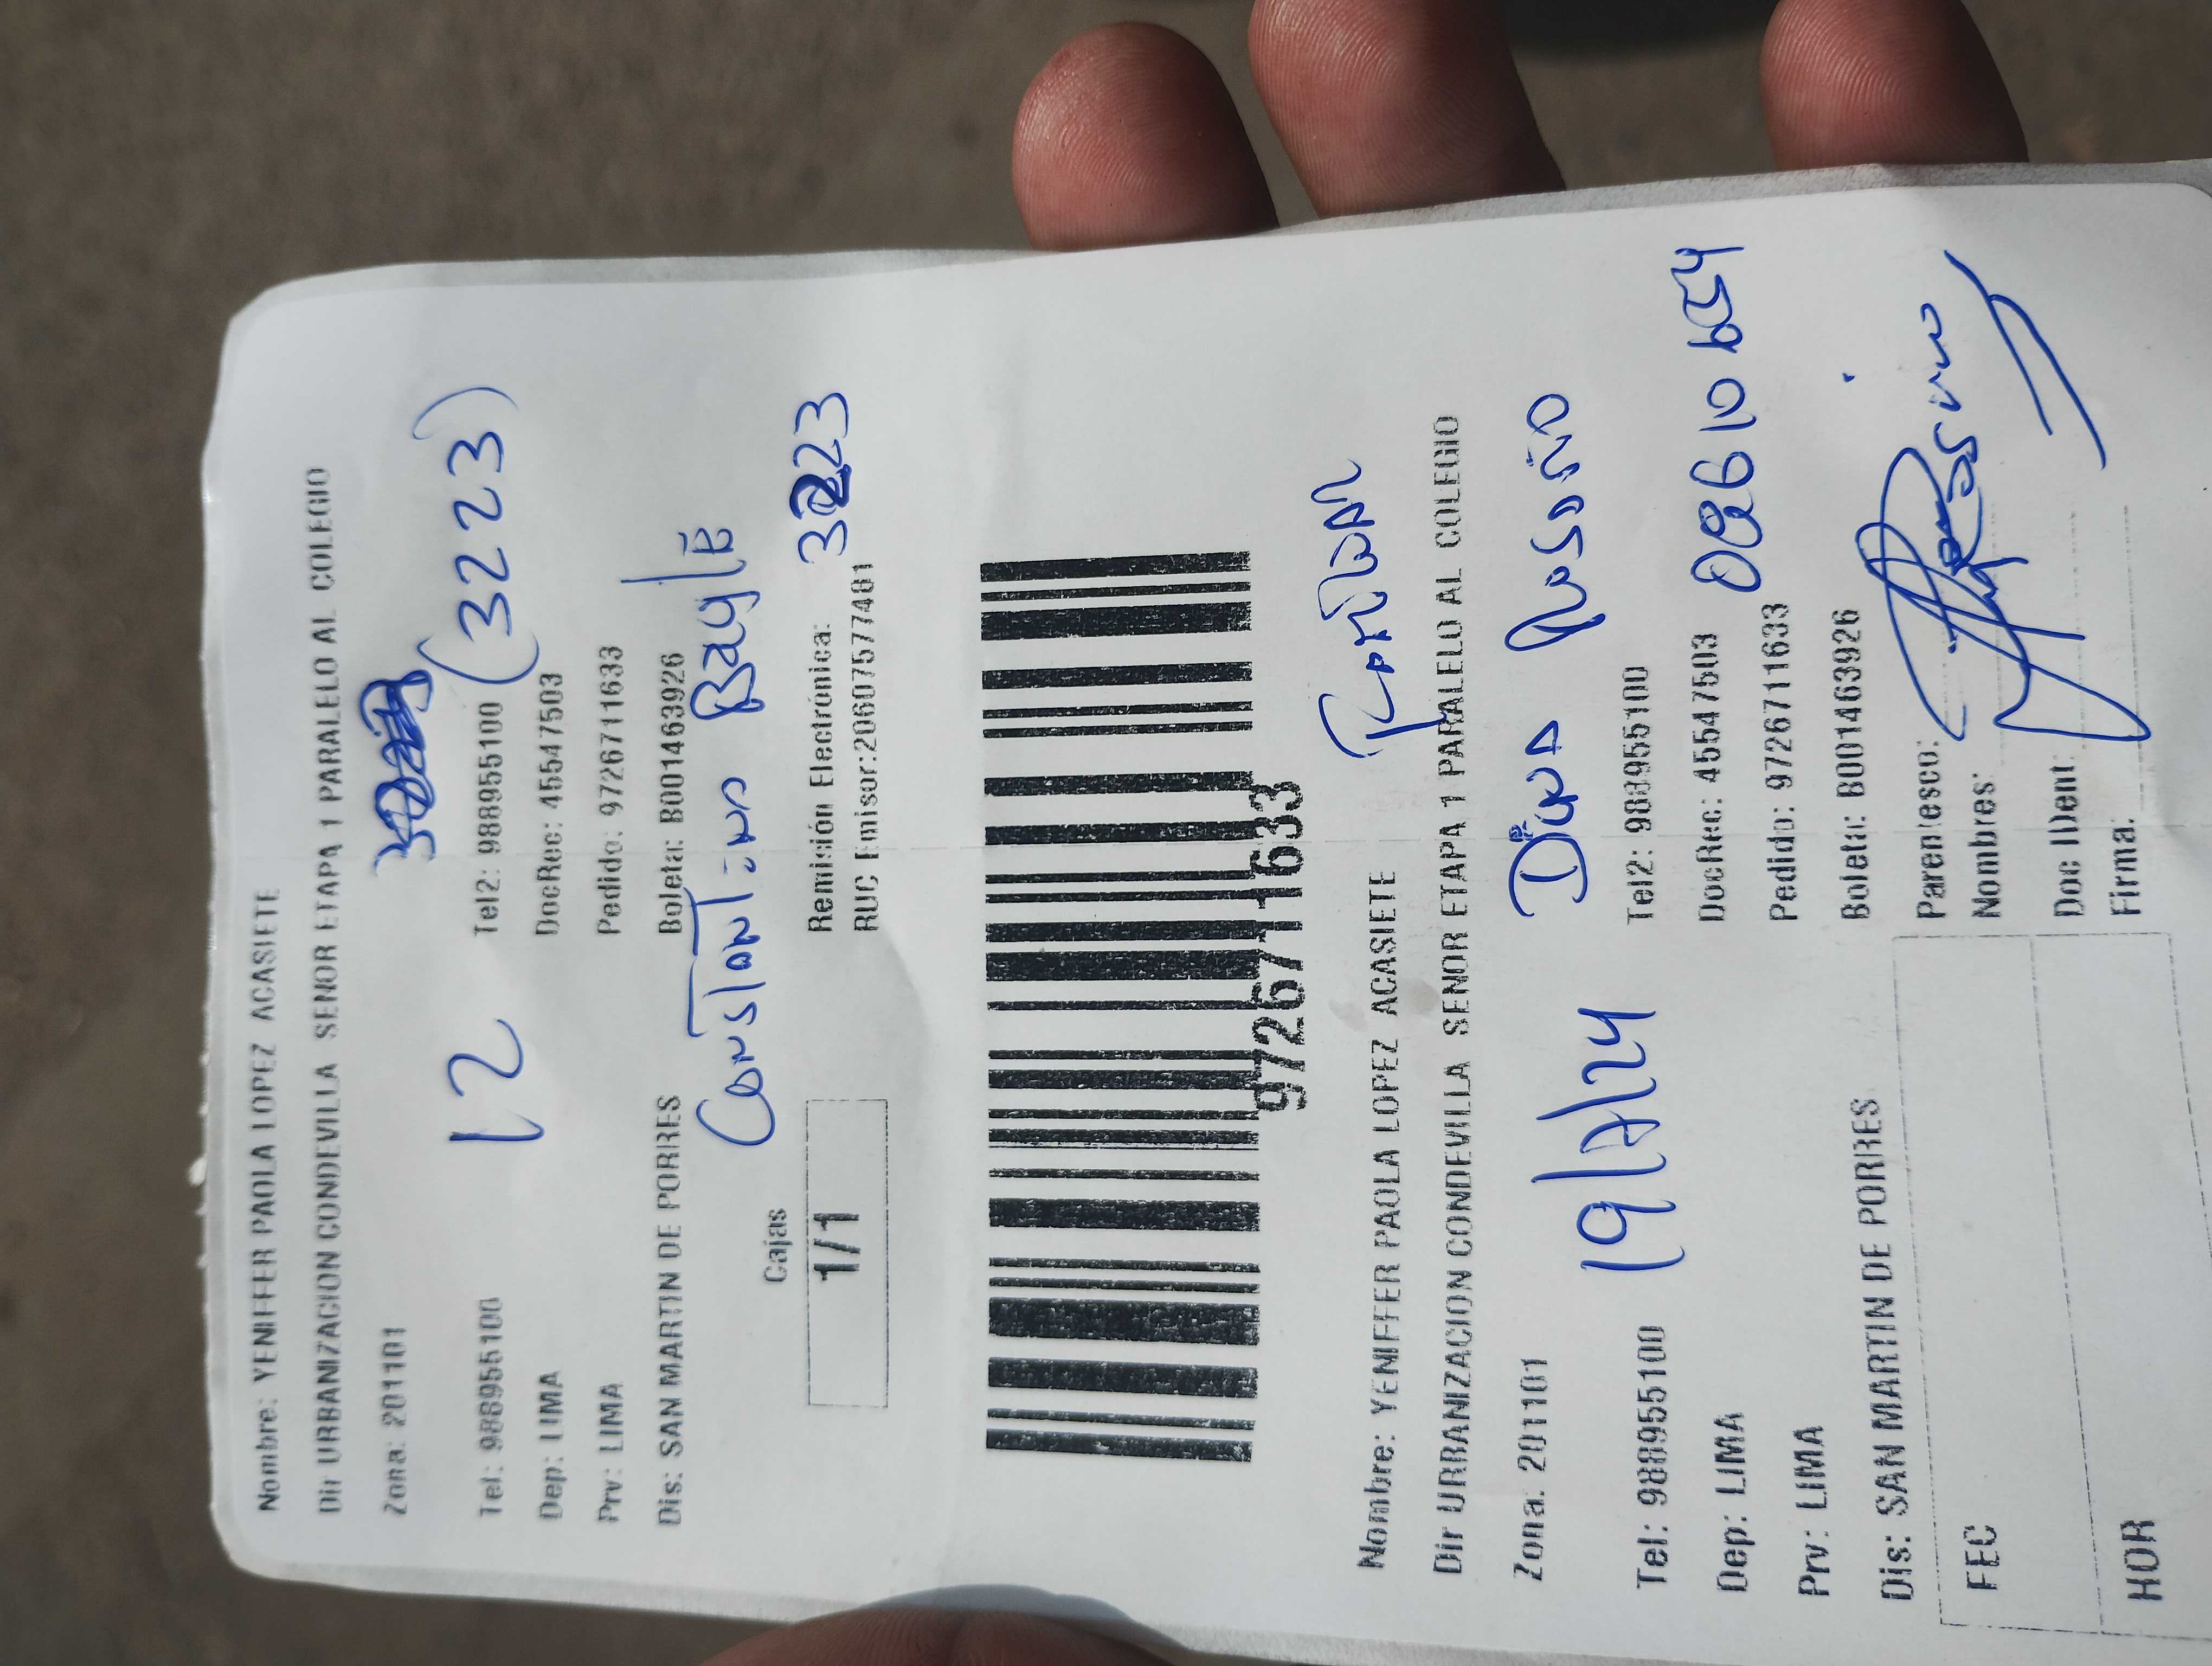 Nombre: YENIFFER PAOLA LOPEZ ACASIETE
Dir URBANIZACION CONDEVILLA SENOR ETAPA 1 PARALELO AL COLEGIO
Zona: 201101
12 (3223)
Tel: 988955100 Tel2: 988955100
Dep: LIMA DocRec: 45547503
Prv: LIMA Pedido: 9726711633
Dis: SAN MARTIN DE PORRES Boleta: B001463926
Cajas
1/1
Remisión Electrónica: 3223
RUC Emisor:20607577401
9726711633
Nombre: YENIFFER PAOLA LOPEZ ACASIETE
Dir URBANIZACION CONDEVILLA SENOR ETAPA 1 PARALELO AL COLEGIO
Zona: 201101
Tel: 988955100 Tel2: 988955100
Dep: LIMA DocRec: 45547503
Prv: LIMA Pedido: 9726711633
Dis: SAN MARTIN DE PORRES Boleta: B001463926
FEC Parentesco:
Nombres:
HOR Doc IDent:
Firma: